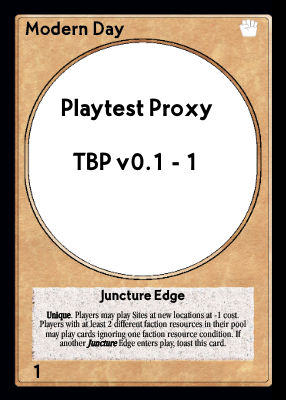 Modern Day
Playtest Proxy
TBP v0.1 - 1
Juncture Edge
Unique. Players may play Sites at new locations at -1 cost.
Players with at least 2 different faction resources in their pool
may play cards ignoring one faction resource condition. If
another Juncture Edge enters play, toast this card.
1